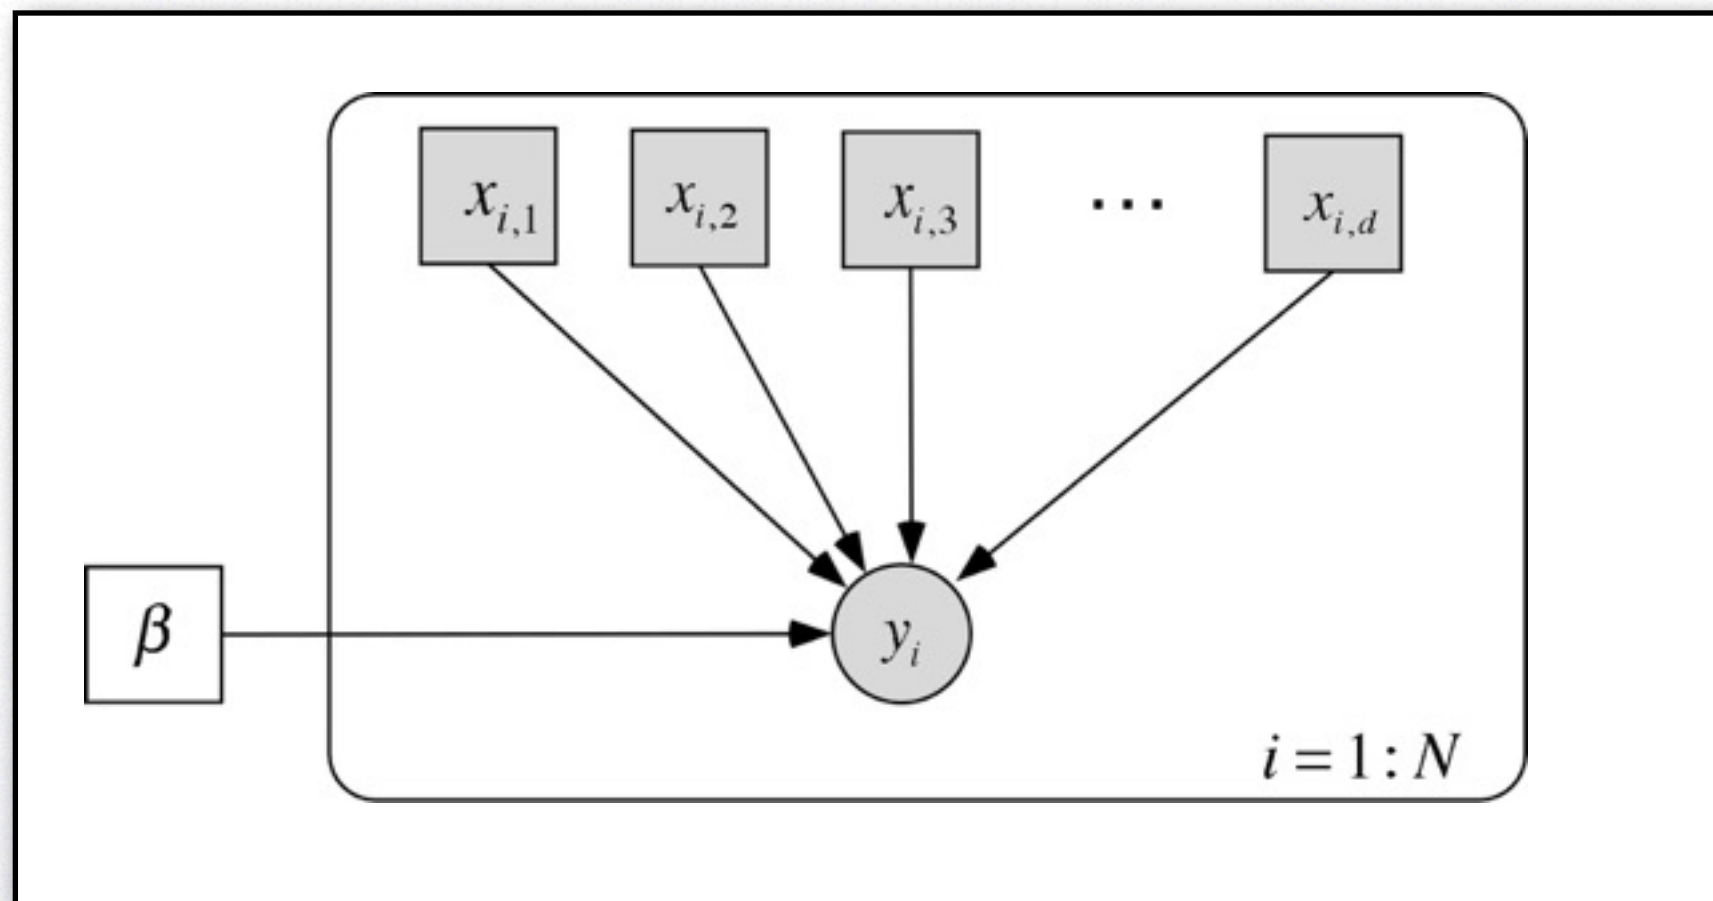 x_{i,1} x_{i,2} x_{i,3} ... x_{i,d}
β y_i
i = 1 : N